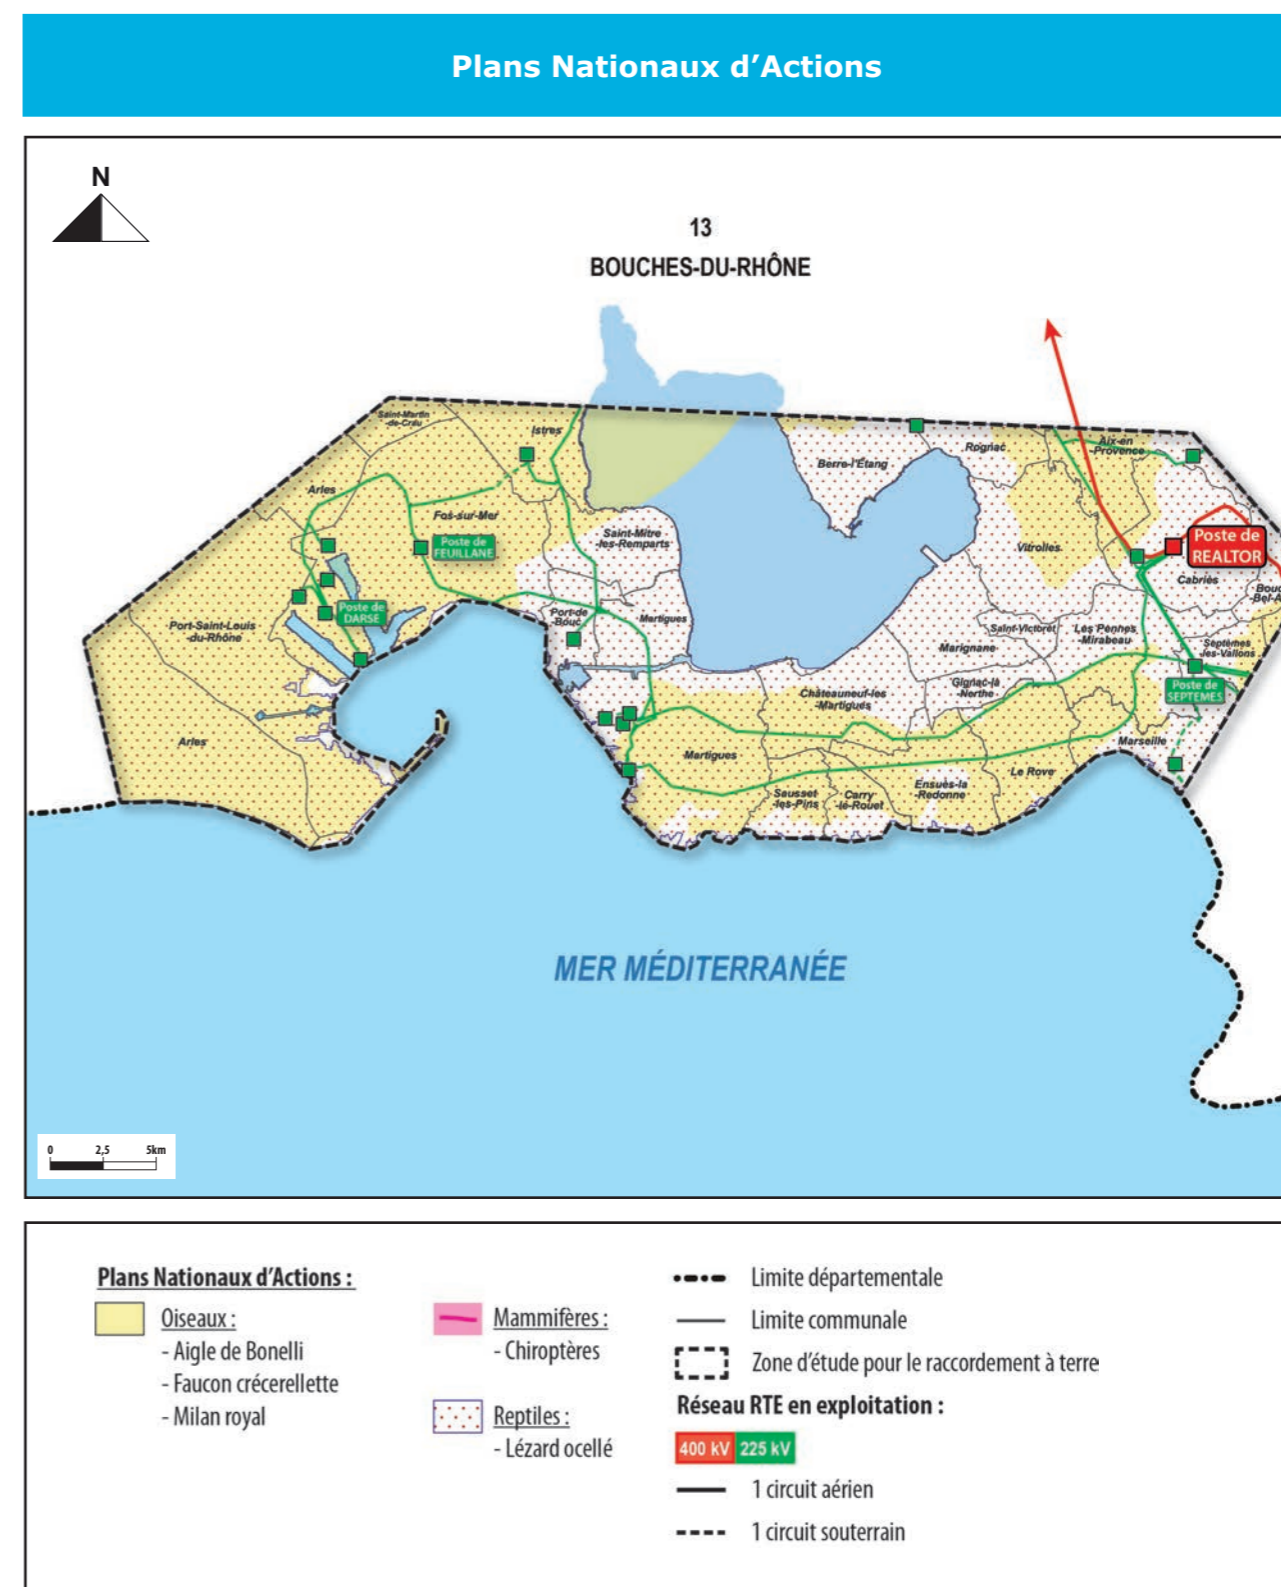 Plans Nationaux d'Actions
N
13
BOUCHES-DU-RHÔNE
Saint-Martin
-de-Crau
Istres
Berre-l'Étang
Rognac
Aix-en
-Provence
Arles
Fos-sur-Mer
Poste de
FEUILLANE
Saint-Mitre
-les-Remparts
Vitrolles
Poste de
REALTOR
Cabriès
Bouc
-Bel-A
Poste de
DARSE
Port-Saint-Louis
-du-Rhône
Port-de
-Bouc
Martigues
Saint-Victoret
Les Pennes
-Mirabeau
Marignane
Septèmes
-les-Vallons
Gignac-la
-Nerthe
Châteauneuf-les
-Martigues
Poste de
SEPTEMES
Arles
Martigues
Marseille
Le Rove
Ensuès-la
-Redonne
Sausset
-les-Pins
Carry
-le-Rouet
MER MÉDITERRANÉE
0 2,5 5km
Plans Nationaux d'Actions :
Oiseaux :
- Aigle de Bonelli
- Faucon crécerellette
- Milan royal
Mammifères :
- Chiroptères
Reptiles :
- Lézard ocellé
Limite départementale
Limite communale
Zone d'étude pour le raccordement à terre
Réseau RTE en exploitation :
400 kV 225 kV
1 circuit aérien
1 circuit souterrain